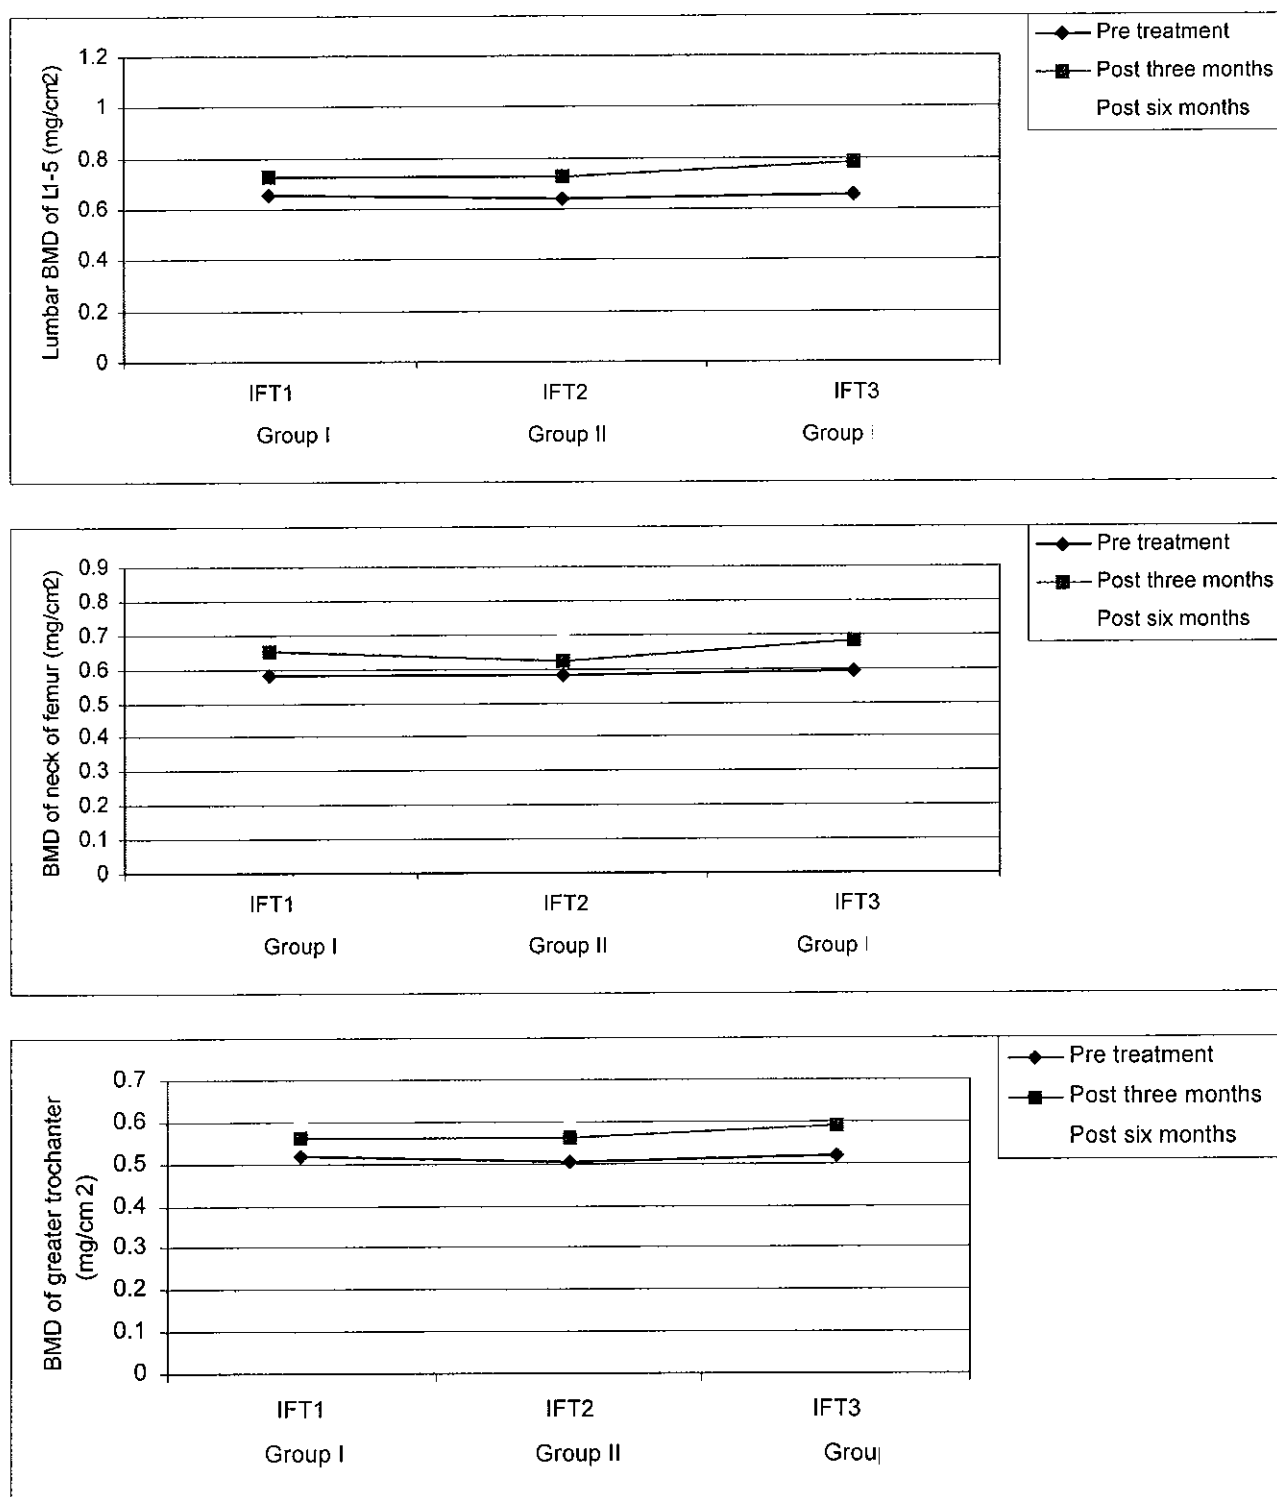 Pre treatment
Post three months
Post six months
Lumbar BMD of L1-5 (mg/cm2)
1.2
1
0.8
0.6
0.4
0.2
0
IFT1
IFT2
IFT3
Group I
Group II
Group
Pre treatment
Post three months
Post six months
BMD of neck of femur (mg/cm2)
0.9
0.8
0.7
0.6
0.5
0.4
0.3
0.2
0.1
0
IFT1
IFT2
IFT3
Group I
Group II
Group I
Pre treatment
Post three months
Post six months
BMD of greater trochanter
(mg/cm 2)
0.7
0.6
0.5
0.4
0.3
0.2
0.1
0
IFT1
IFT2
IFT3
Group I
Group II